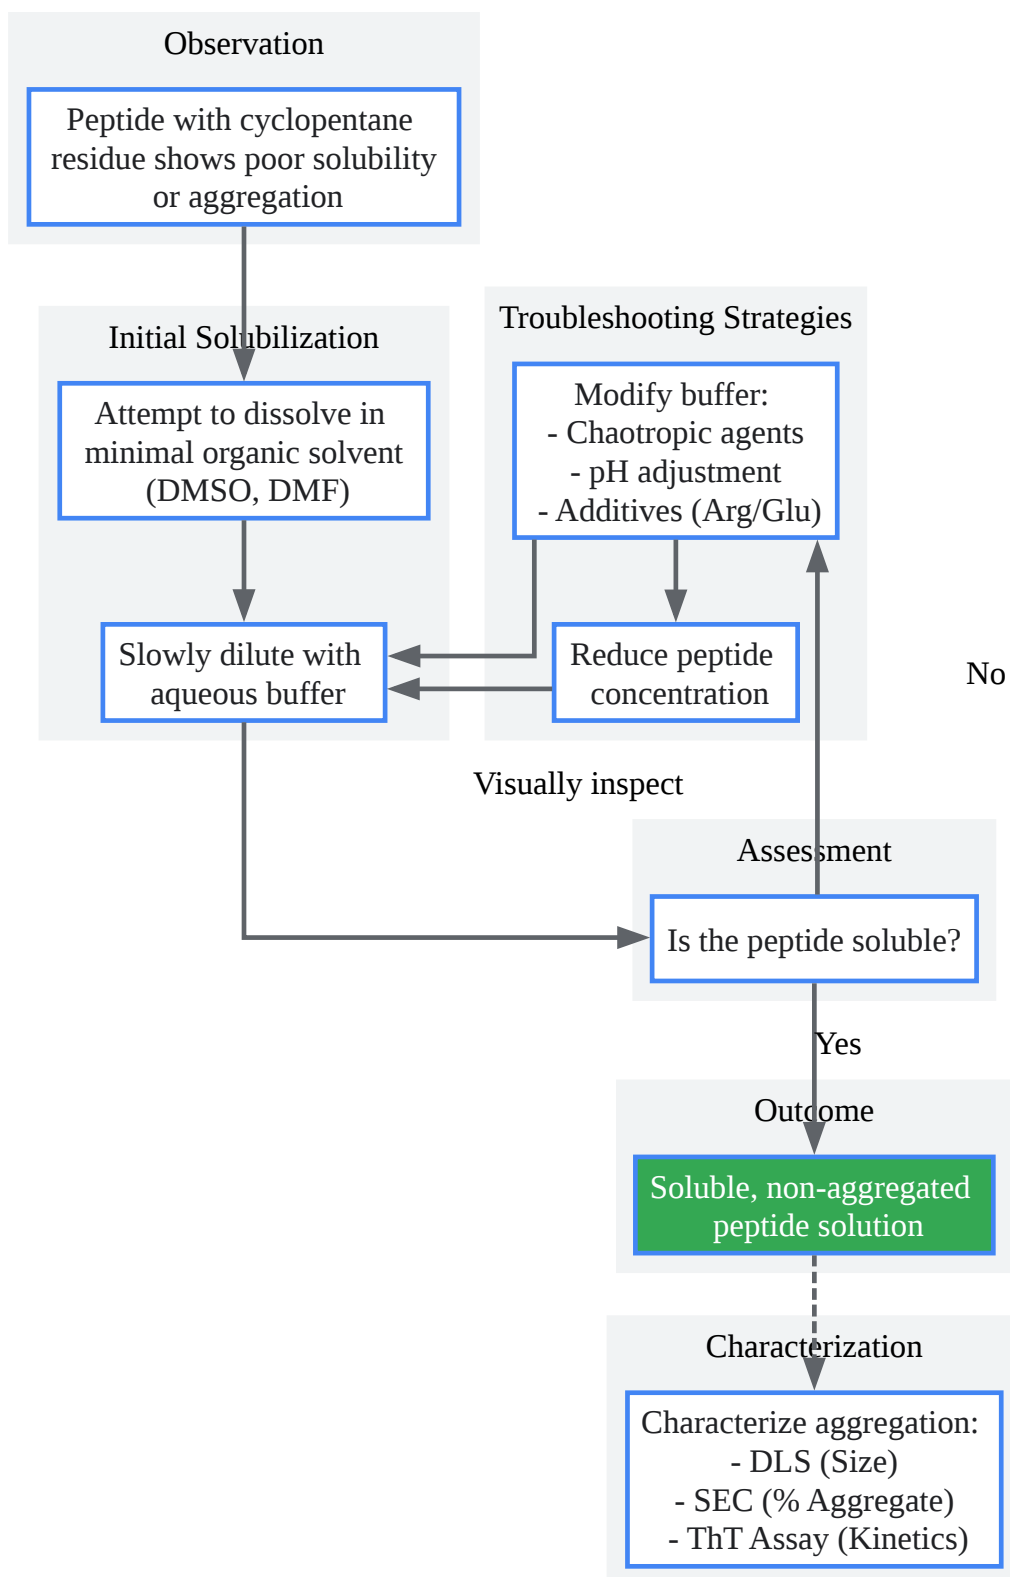 Observation
Peptide with cyclopentane
residue shows poor solubility
or aggregation
Initial Solubilization
Attempt to dissolve in
minimal organic solvent
(DMSO, DMF)
Slowly dilute with
aqueous buffer
Troubleshooting Strategies
Modify buffer:
- Chaotropic agents
- pH adjustment
- Additives (Arg/Glu)
Reduce peptide
concentration
No
Visually inspect
Assessment
Is the peptide soluble?
Yes
Outcome
Soluble, non-aggregated
peptide solution
Characterization
Characterize aggregation:
- DLS (Size)
- SEC (% Aggregate)
- ThT Assay (Kinetics)